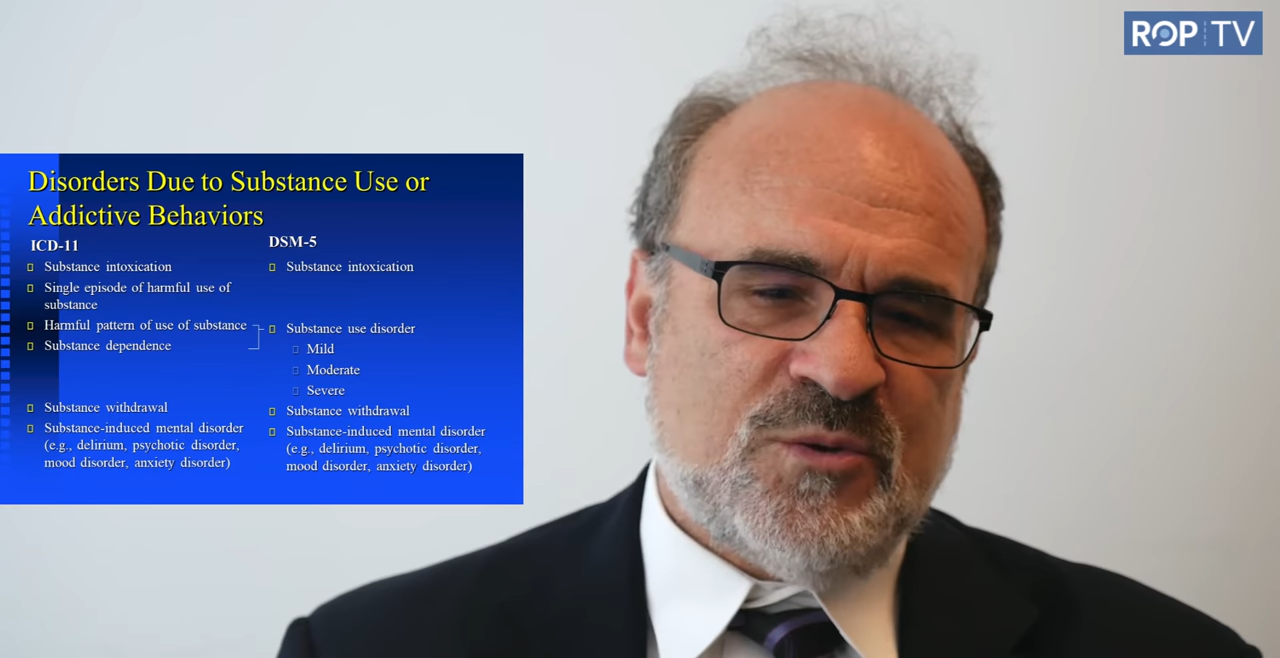 ROP TV
Disorders Due to Substance Use or
Addictive Behaviors
ICD-11
Substance intoxication
Single episode of harmful use of
substance
Harmful pattern of use of substance
Substance dependence
Substance withdrawal
Substance-induced mental disorder
(e.g., delirium, psychotic disorder,
mood disorder, anxiety disorder)
DSM-5
Substance intoxication
Substance use disorder
Mild
Moderate
Severe
Substance withdrawal
Substance-induced mental disorder
(e.g., delirium, psychotic disorder,
mood disorder, anxiety disorder)